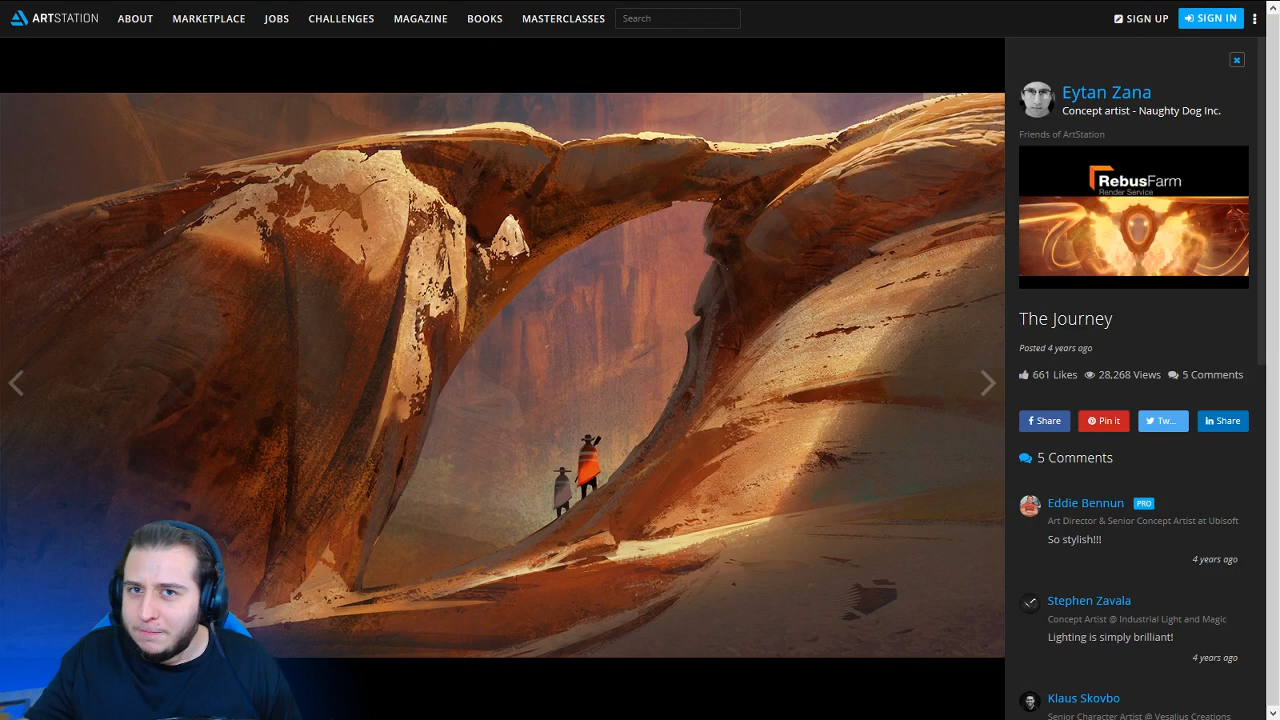 ARTSTATION ABOUT MARKETPLACE JOBS CHALLENGES MAGAZINE BOOKS MASTERCLASSES Search SIGN UP SIGN IN
Eytan Zana
Concept artist - Naughty Dog Inc.
Friends of ArtStation
RebusFarm
Render Service
The Journey
Posted 4 years ago
661 Likes 28,268 Views 5 Comments
Share Pin it Tw... Share
5 Comments
Eddie Bennun PRO
Art Director & Senior Concept Artist at Ubisoft
So stylish!!!
4 years ago
Stephen Zavala
Concept Artist @ Industrial Light and Magic
Lighting is simply brilliant!
4 years ago
Klaus Skovbo
Senior Character Artist @ Vesalius Creations